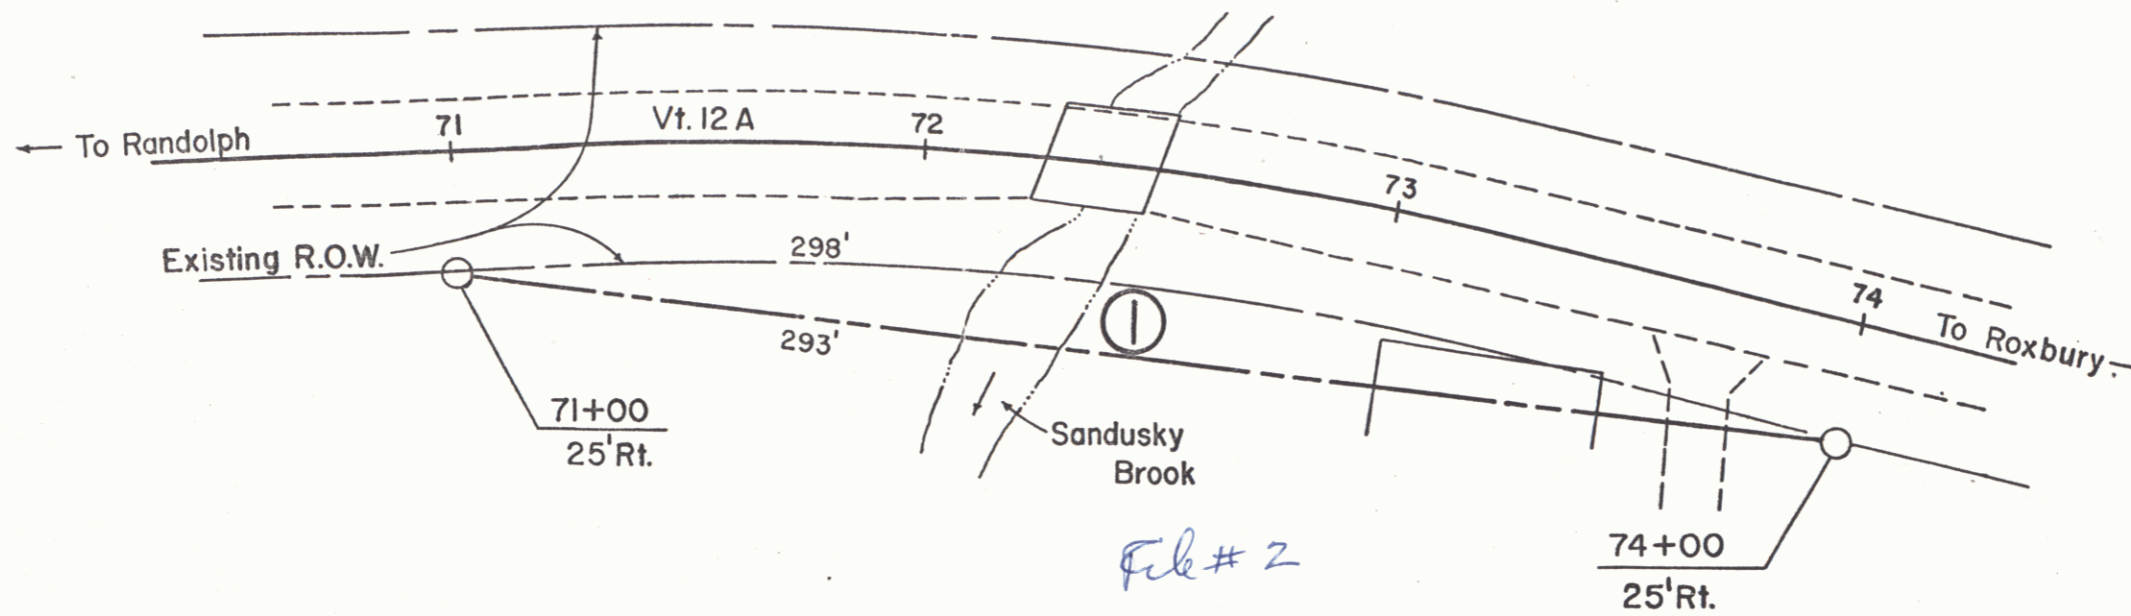 71
Vt. 12 A
72
← To Randolph
73
Existing R.O.W.
298'
74
To Roxbury
293'
1
71+00
25' Rt.
Sandusky
Brook
File # 2
74+00
25' Rt.